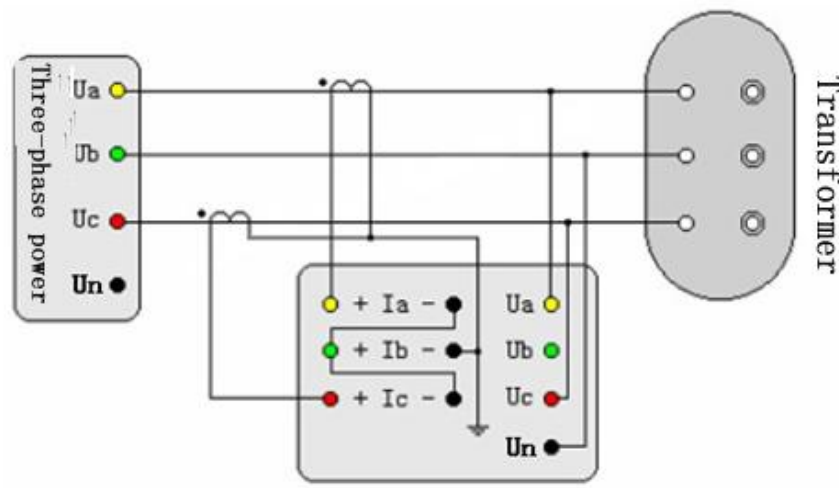 Three-phase power
Ua
Ub
Uc
Un
Transformer
+ Ia -
+ Ib -
+ Ic -
Ua
Ub
Uc
Un